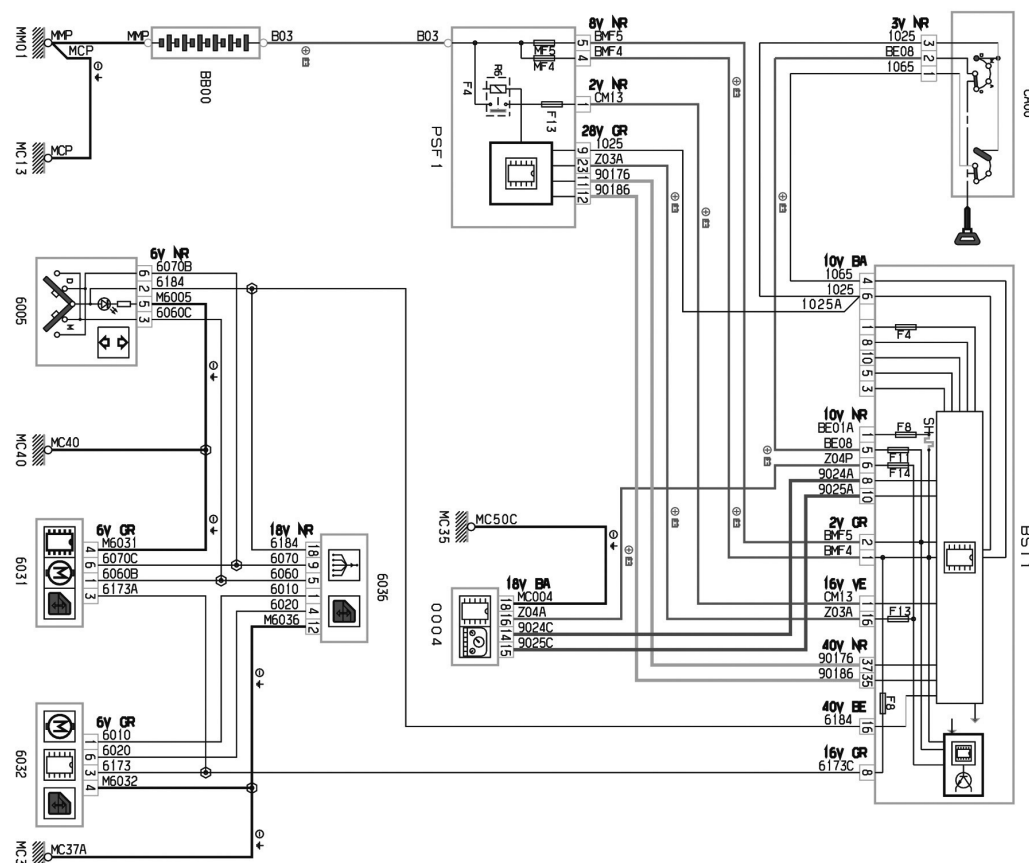 MM01
MMP
MCP
MMP
BB00
B03
B03
MC13
MCP
PSF1
F4
R6
F13
MF5
MF4
8V NR
5 BMF5
4 BMF4
2V NR
1 CM13
28V GR
9 1025
23 Z03A
11 90176
12 90186
3V NR
1025 3
BE08 2
1065 1
6005
D
M
6V NR
6 6070B
2 6184
5 M6005
3 6060C
MC40
MC40
6031
6V GR
4 M6031
6 6070C
1 6060B
3 6173A
6036
18V NR
6184 18
6070 9
6060 5
6010 1
6020 4
M6036 12
6032
6V GR
1 6010
6 6020
3 6173
4 M6032
MC37A
MC35
MC50C
0004
18V BA
18 MC004
16 Z04A
14 9024C
15 9025C
10V BA
1065 4
1025 6
1025A
1
8
10
5
3
F4
10V NR
BE01A 1
BE08 5
Z04P 6
9024A 8
9025A 10
F8
F11
F14
SH
2V GR
BMF5 2
BMF4 1
16V VE
CM13 1
Z03A 16
F13
40V NR
90176 37
90186 35
F8
40V BE
6184 16
16V GR
6173C 8